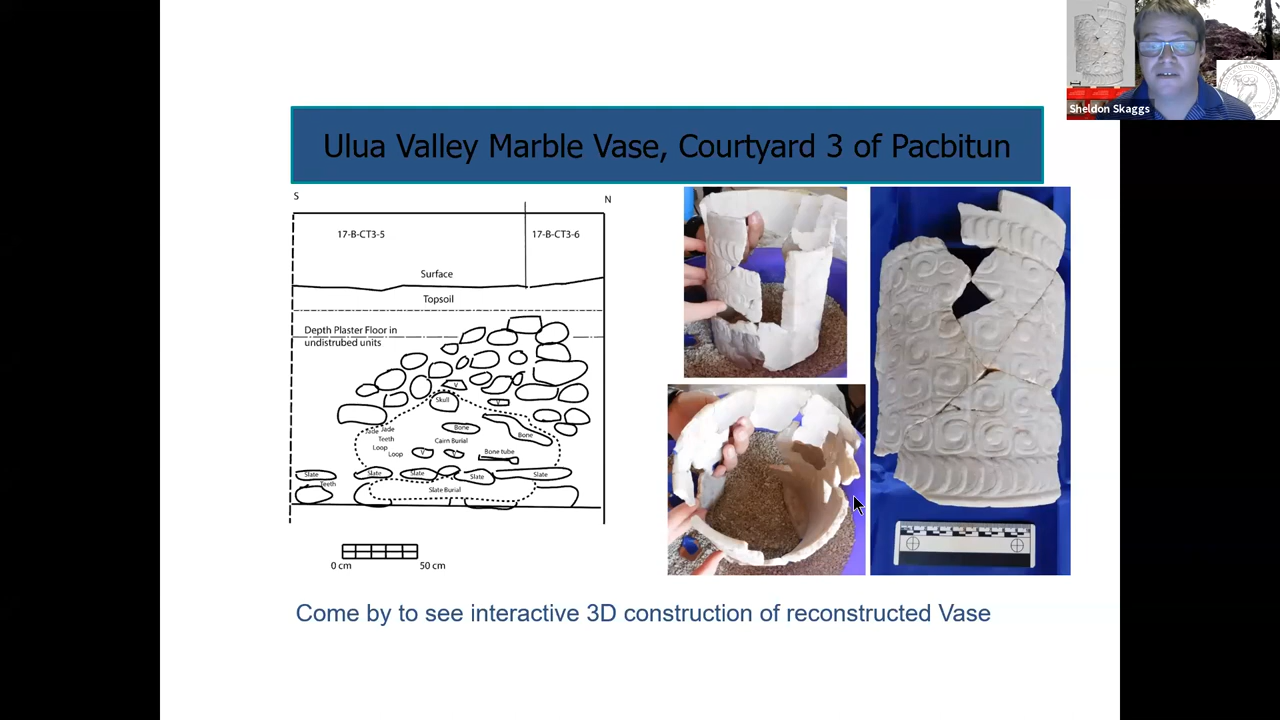 Sheldon Skaggs
Ulua Valley Marble Vase, Courtyard 3 of Pacbitun
S
N
17-B-CT3-5
17-B-CT3-6
Surface
Topsoil
Depth Plaster Floor in
undistrubed units
V
V
Skull
Jade
Jade
Bone
Bone
Teeth
Cairn Burial
Loop
Loop
V
Bone tube
Slate
Slate
Slate
Slate
Slate
Teeth
Slate Burial
0 cm
50 cm
Come by to see interactive 3D construction of reconstructed Vase